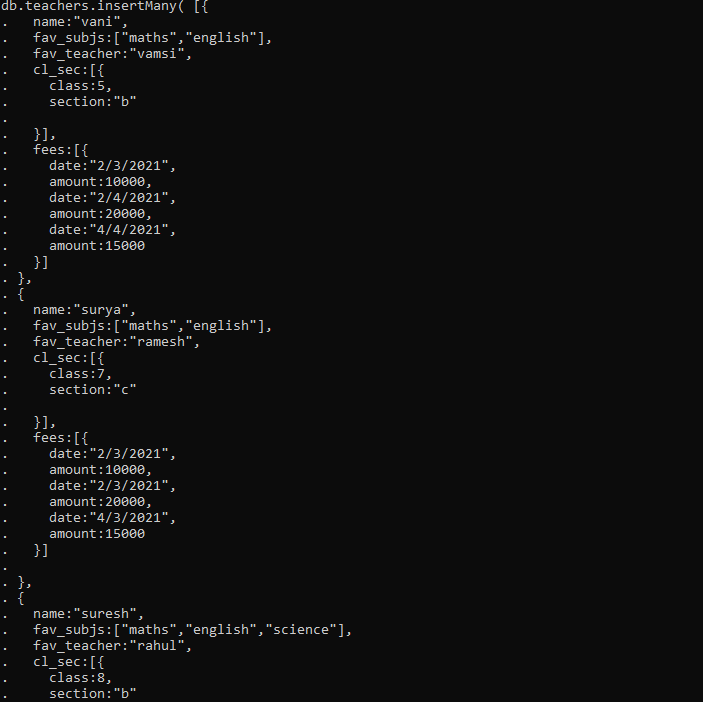 db.teachers.insertMany( [{
.   name:"vani",
.   fav_subjs:["maths","english"],
.   fav_teacher:"vamsi",
.   cl_sec:[{
.     class:5,
.     section:"b"
.
.   }],
.   fees:[{
.     date:"2/3/2021",
.     amount:10000,
.     date:"2/4/2021",
.     amount:20000,
.     date:"4/4/2021",
.     amount:15000
.   }]
. },
. {
.   name:"surya",
.   fav_subjs:["maths","english"],
.   fav_teacher:"ramesh",
.   cl_sec:[{
.     class:7,
.     section:"c"
.
.   }],
.   fees:[{
.     date:"2/3/2021",
.     amount:10000,
.     date:"2/3/2021",
.     amount:20000,
.     date:"4/3/2021",
.     amount:15000
.   }]
.
. },
. {
.   name:"suresh",
.   fav_subjs:["maths","english","science"],
.   fav_teacher:"rahul",
.   cl_sec:[{
.     class:8,
.     section:"b"